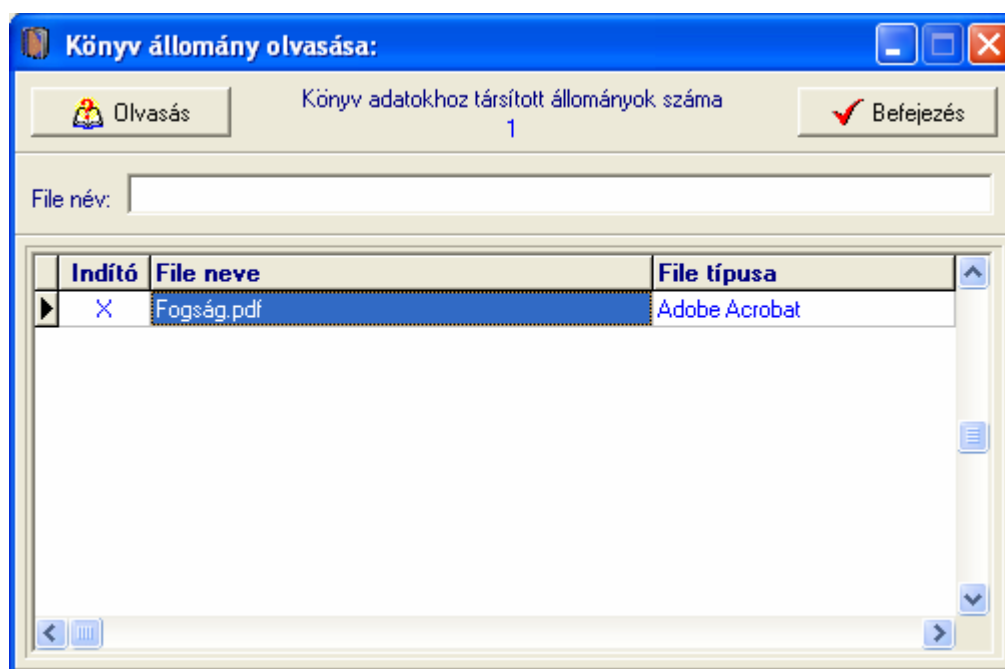 Könyv állomány olvasása:
Olvasás
Könyv adatokhoz társított állományok száma
1
Befejezés
File név:
Indító File neve File típusa
X Fogság.pdf Adobe Acrobat